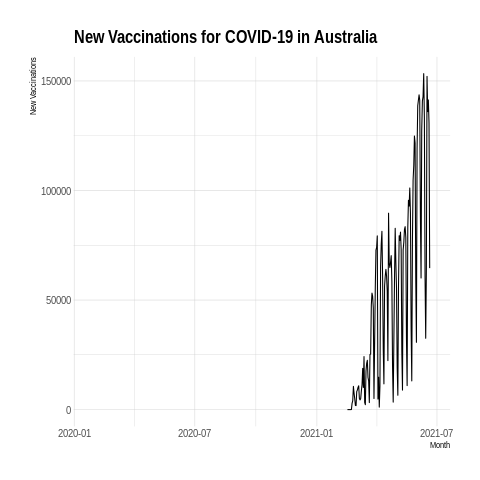 New Vaccinations for COVID-19 in Australia
New Vaccinations
150000
100000
50000
0
2020-01
2020-07
2021-01
2021-07
Month